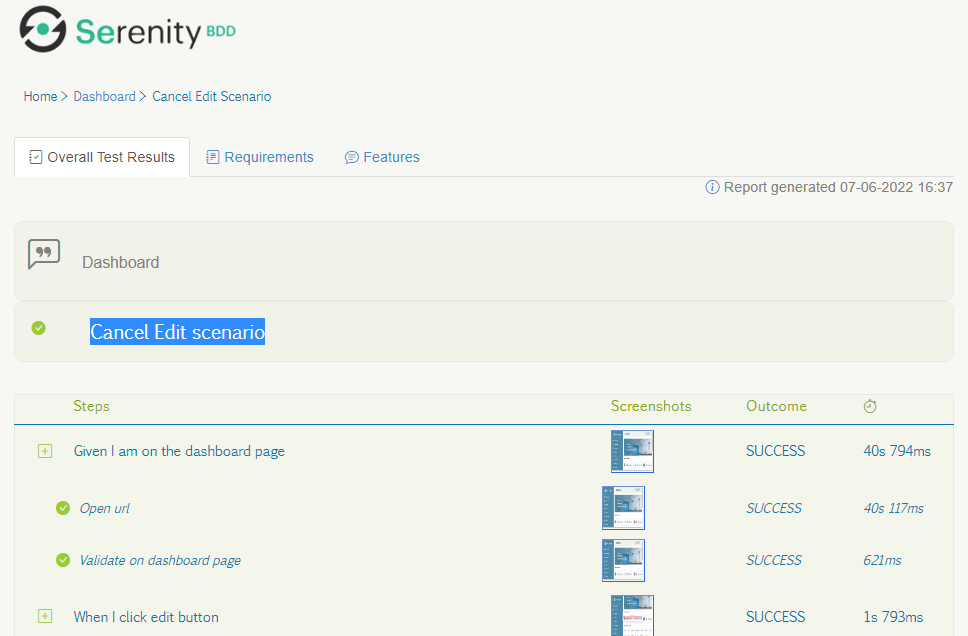 Serenity BDD
Home > Dashboard > Cancel Edit Scenario
Overall Test Results Requirements Features
Report generated 07-06-2022 16:37
Dashboard
Cancel Edit scenario
Steps Screenshots Outcome
Given I am on the dashboard page SUCCESS 40s 794ms
Open url SUCCESS 40s 117ms
Validate on dashboard page SUCCESS 621ms
When I click edit button SUCCESS 1s 793ms